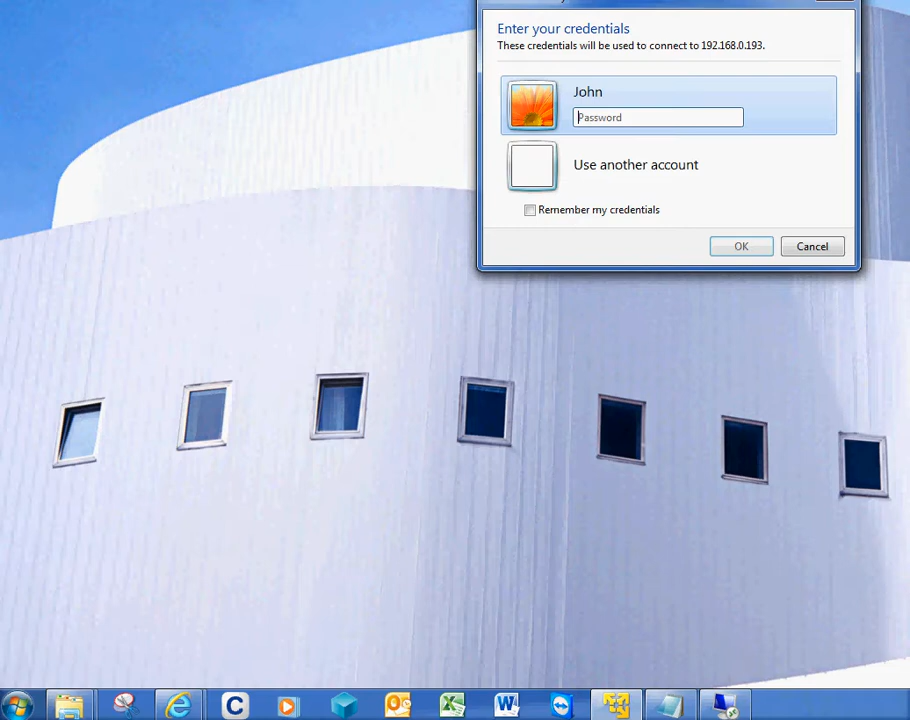 Enter your credentials
These credentials will be used to connect to 192.168.0.193.
John
Password
Use another account
Remember my credentials
OK
Cancel